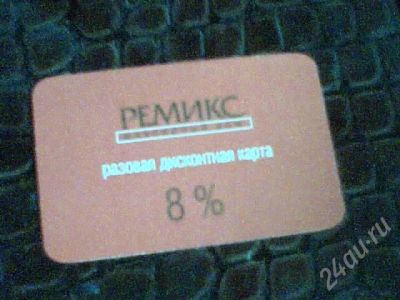 РЕМИКС
разовая дисконтная карта
8 %
24au.ru